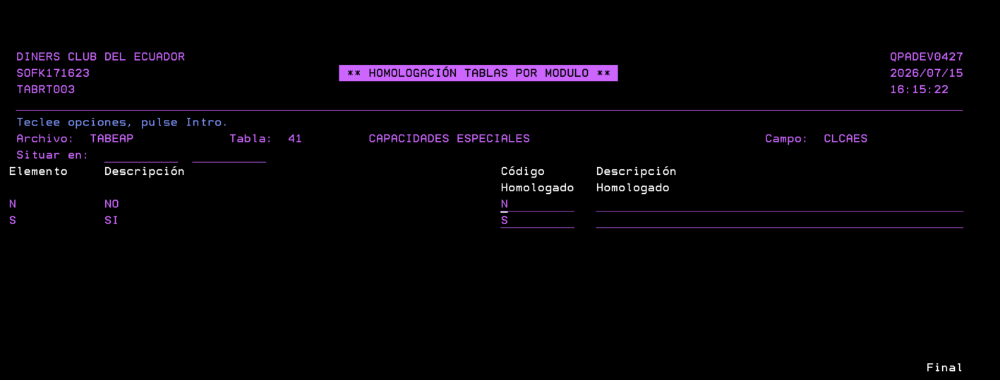 DINERS CLUB DEL ECUADOR QPADEV0427
SOFK171623 ** HOMOLOGACIÓN TABLAS POR MODULO ** 2026/07/15
TABRT003 16:15:22
Teclee opciones, pulse Intro.
Archivo: TABEAP Tabla: 41 CAPACIDADES ESPECIALES Campo: CLCAES
Situar en:
Elemento Descripción Código Descripción
Homologado Homologado
N NO N
S SI S
Final